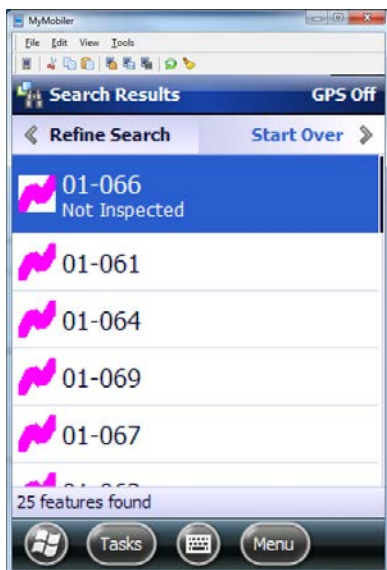 MyMobiler
File Edit View Tools
Search Results GPS Off
Refine Search Start Over
01-066
Not Inspected
01-061
01-064
01-069
01-067
25 features found
Tasks Menu